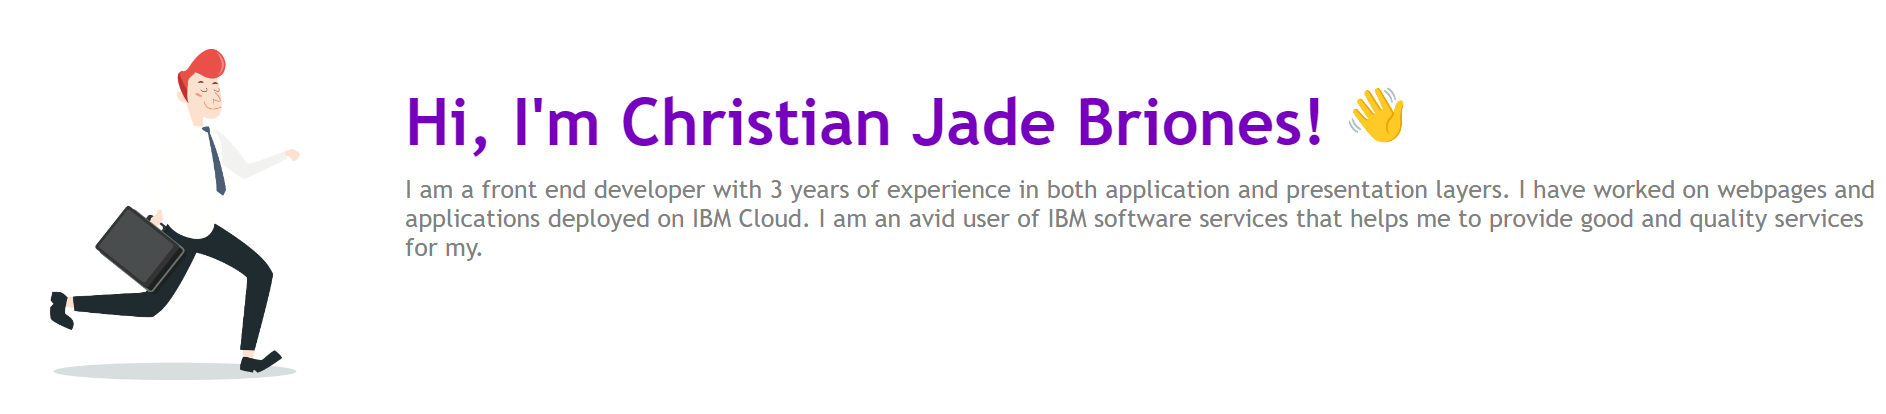 Hi, I'm Christian Jade Briones! 👋
I am a front end developer with 3 years of experience in both application and presentation layers. I have worked on webpages and
applications deployed on IBM Cloud. I am an avid user of IBM software services that helps me to provide good and quality services
for my.